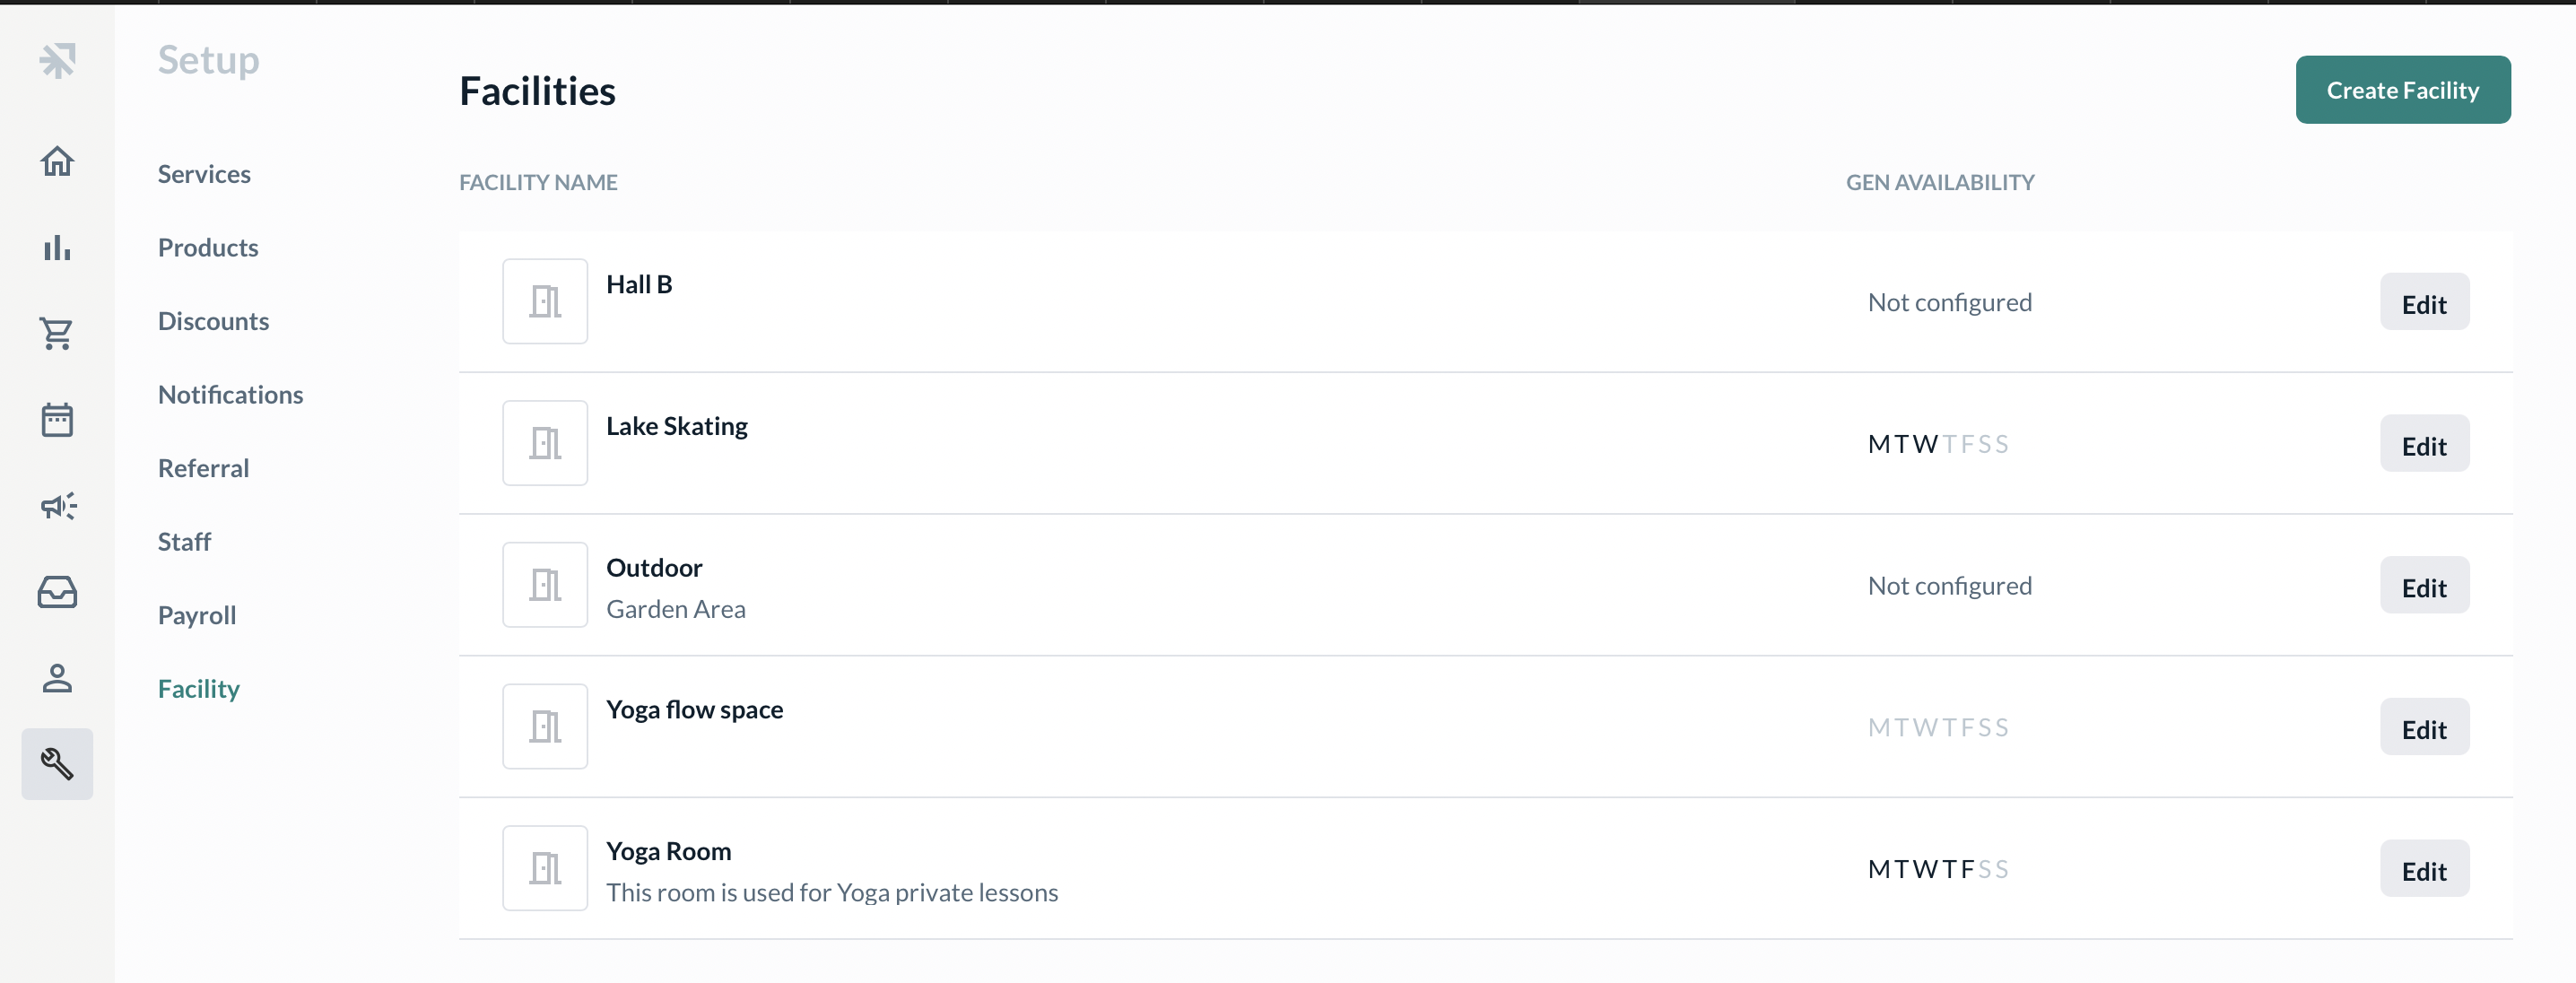 Setup
Services
Products
Discounts
Notifications
Referral
Staff
Payroll
Facility
Facilities
Create Facility
FACILITY NAME GEN AVAILABILITY
Hall B
Not configured
Edit
Lake Skating
MTWTFSS
Edit
Outdoor
Garden Area
Not configured
Edit
Yoga flow space
MTWTFSS
Edit
Yoga Room
This room is used for Yoga private lessons
MTWTFSS
Edit